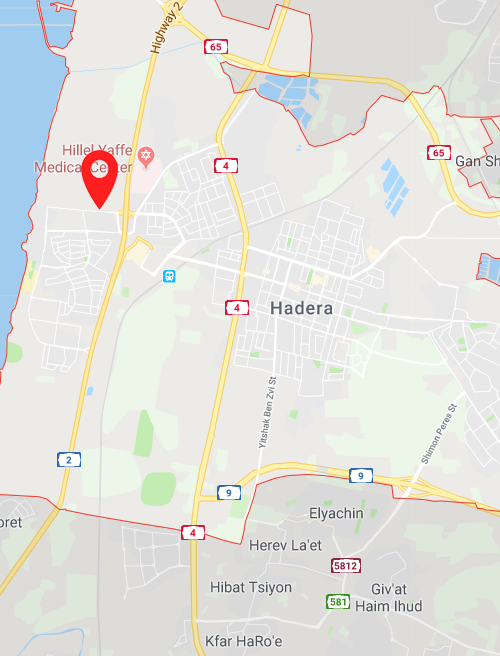 Highway 2
65
Hillel Yaffe
Medical Center
4
65
Gan Sh
4
Hadera
Yitshak Ben Zvi St
Shimon Peres St
2
9
9
oret
Elyachin
4
Herev La'et
5812
Hibat Tsiyon
Giv'at
Haim Ihud
581
Kfar HaRo'e